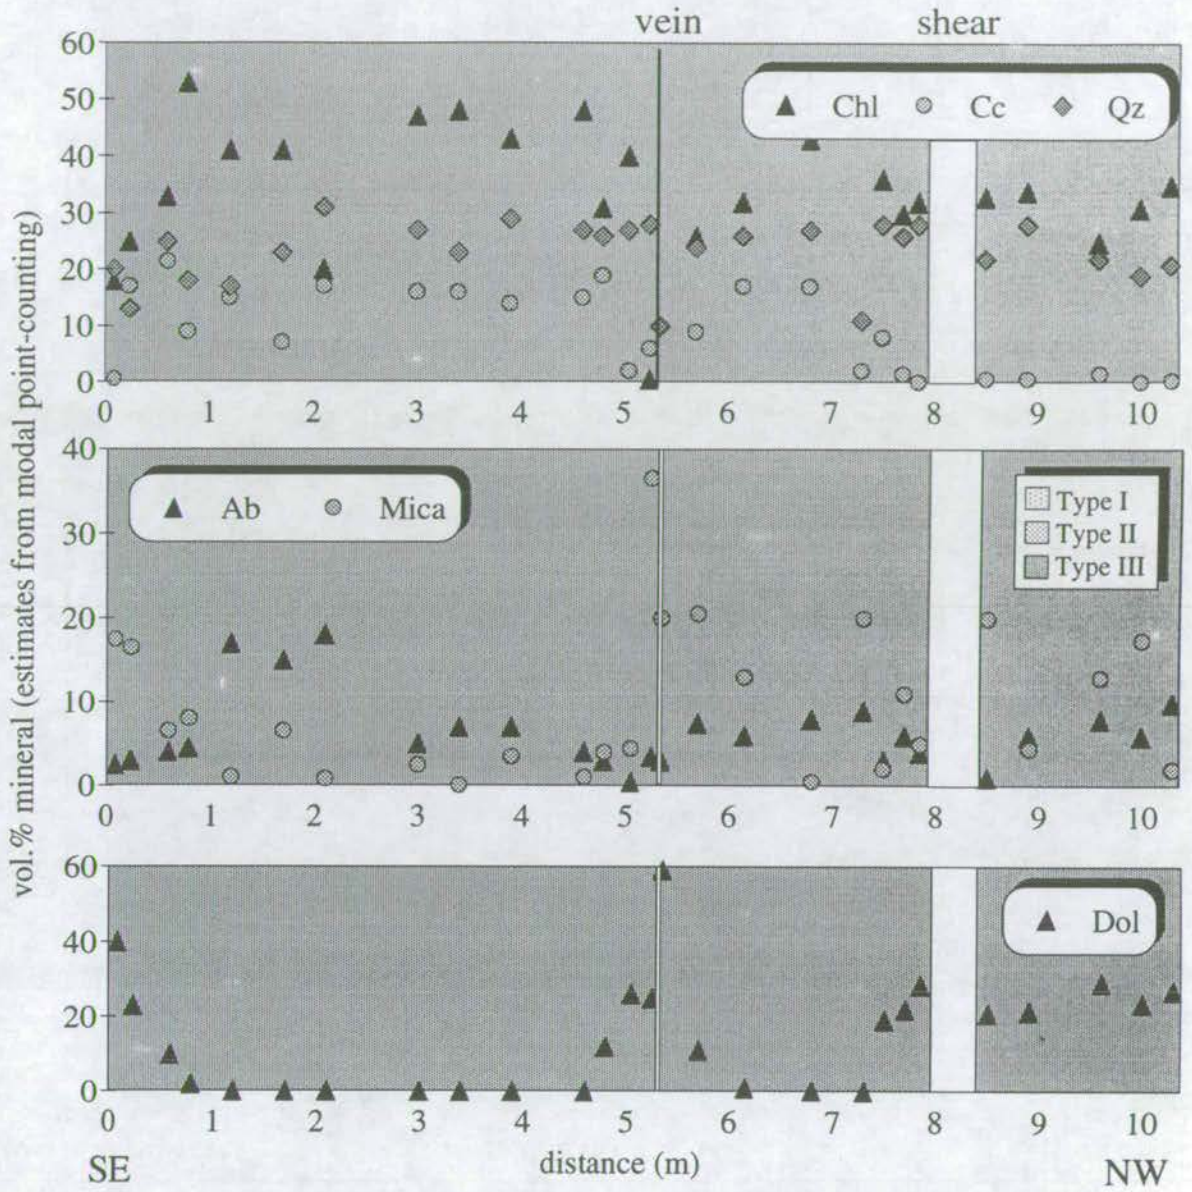 vein shear
60
50
40
30
20
10
0
Chl Cc Qz
0 1 2 3 4 5 6 7 8 9 10
vol.% mineral (estimates from modal point-counting)
40
30
20
10
0
Ab Mica
Type I
Type II
Type III
0 1 2 3 4 5 6 7 8 9 10
60
40
20
0
Dol
0 1 2 3 4 5 6 7 8 9 10
SE distance (m) NW